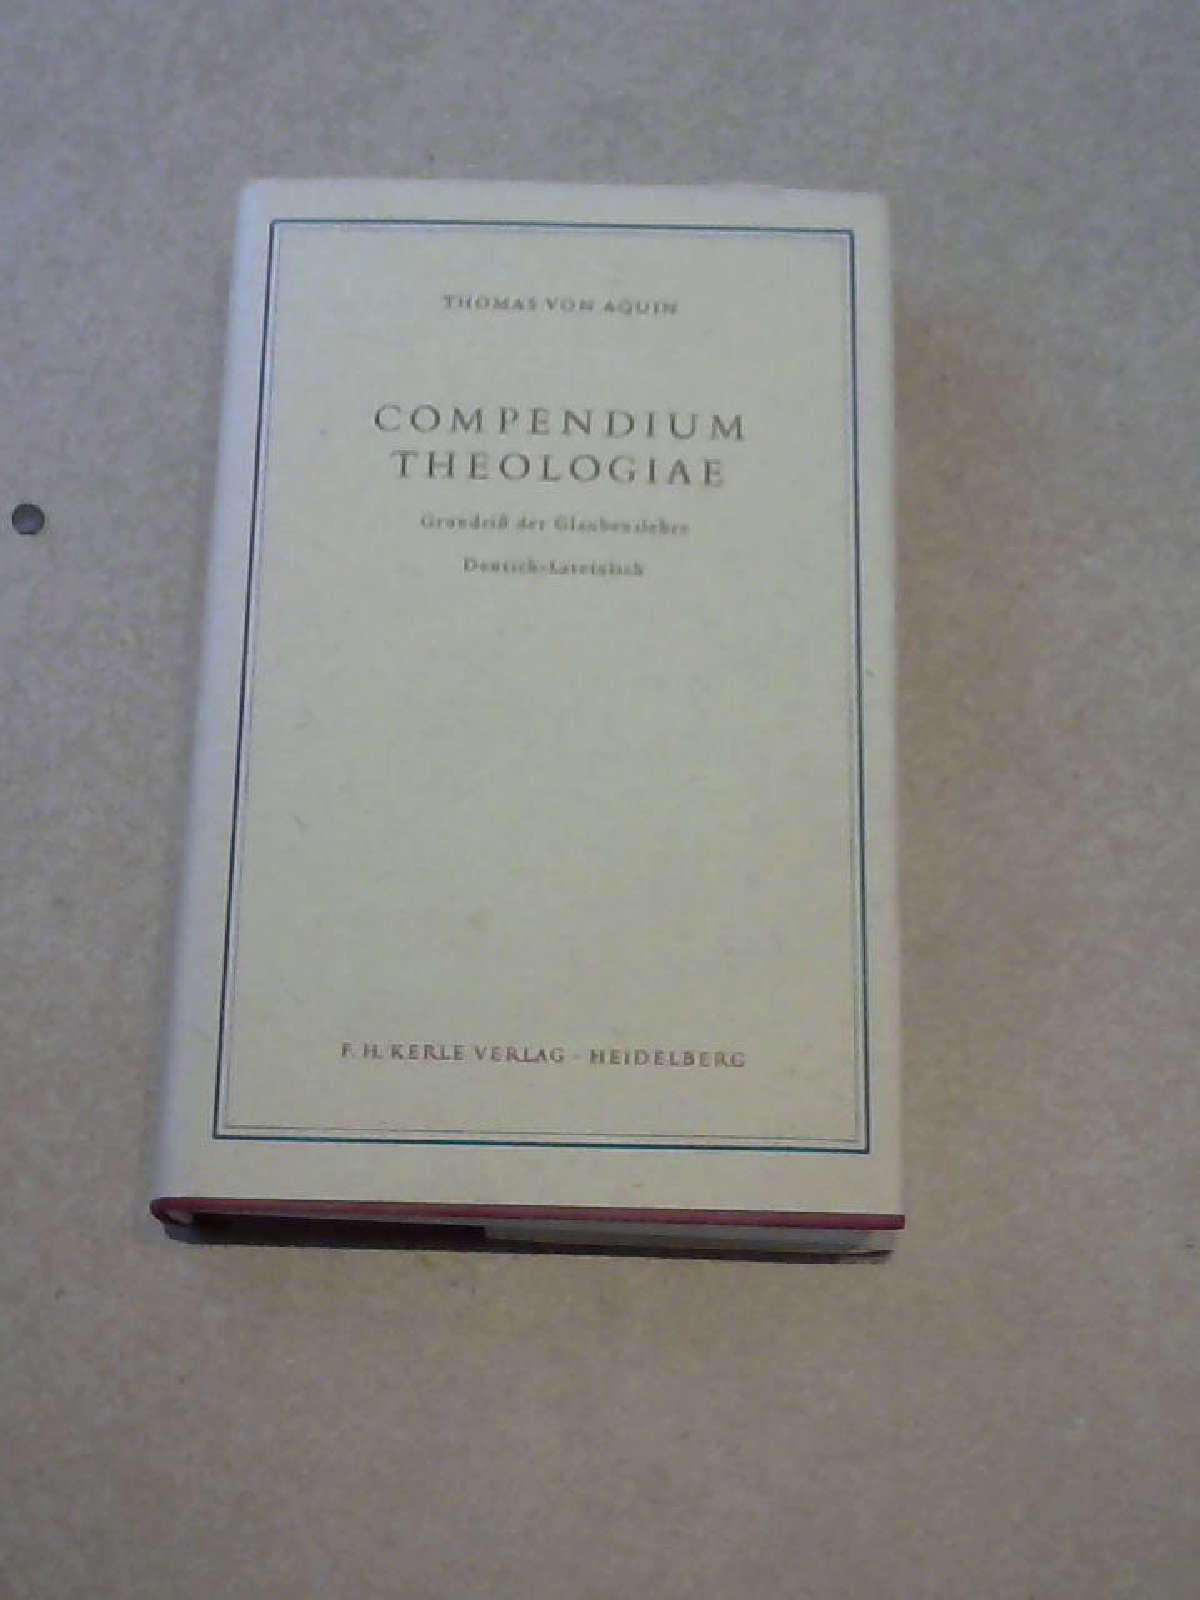 THOMAS VON AQUIN
COMPENDIUM
THEOLOGIAE
Grundriß der Glaubenslehre
Deutsch-Lateinisch
F. H. KERLE VERLAG · HEIDELBERG